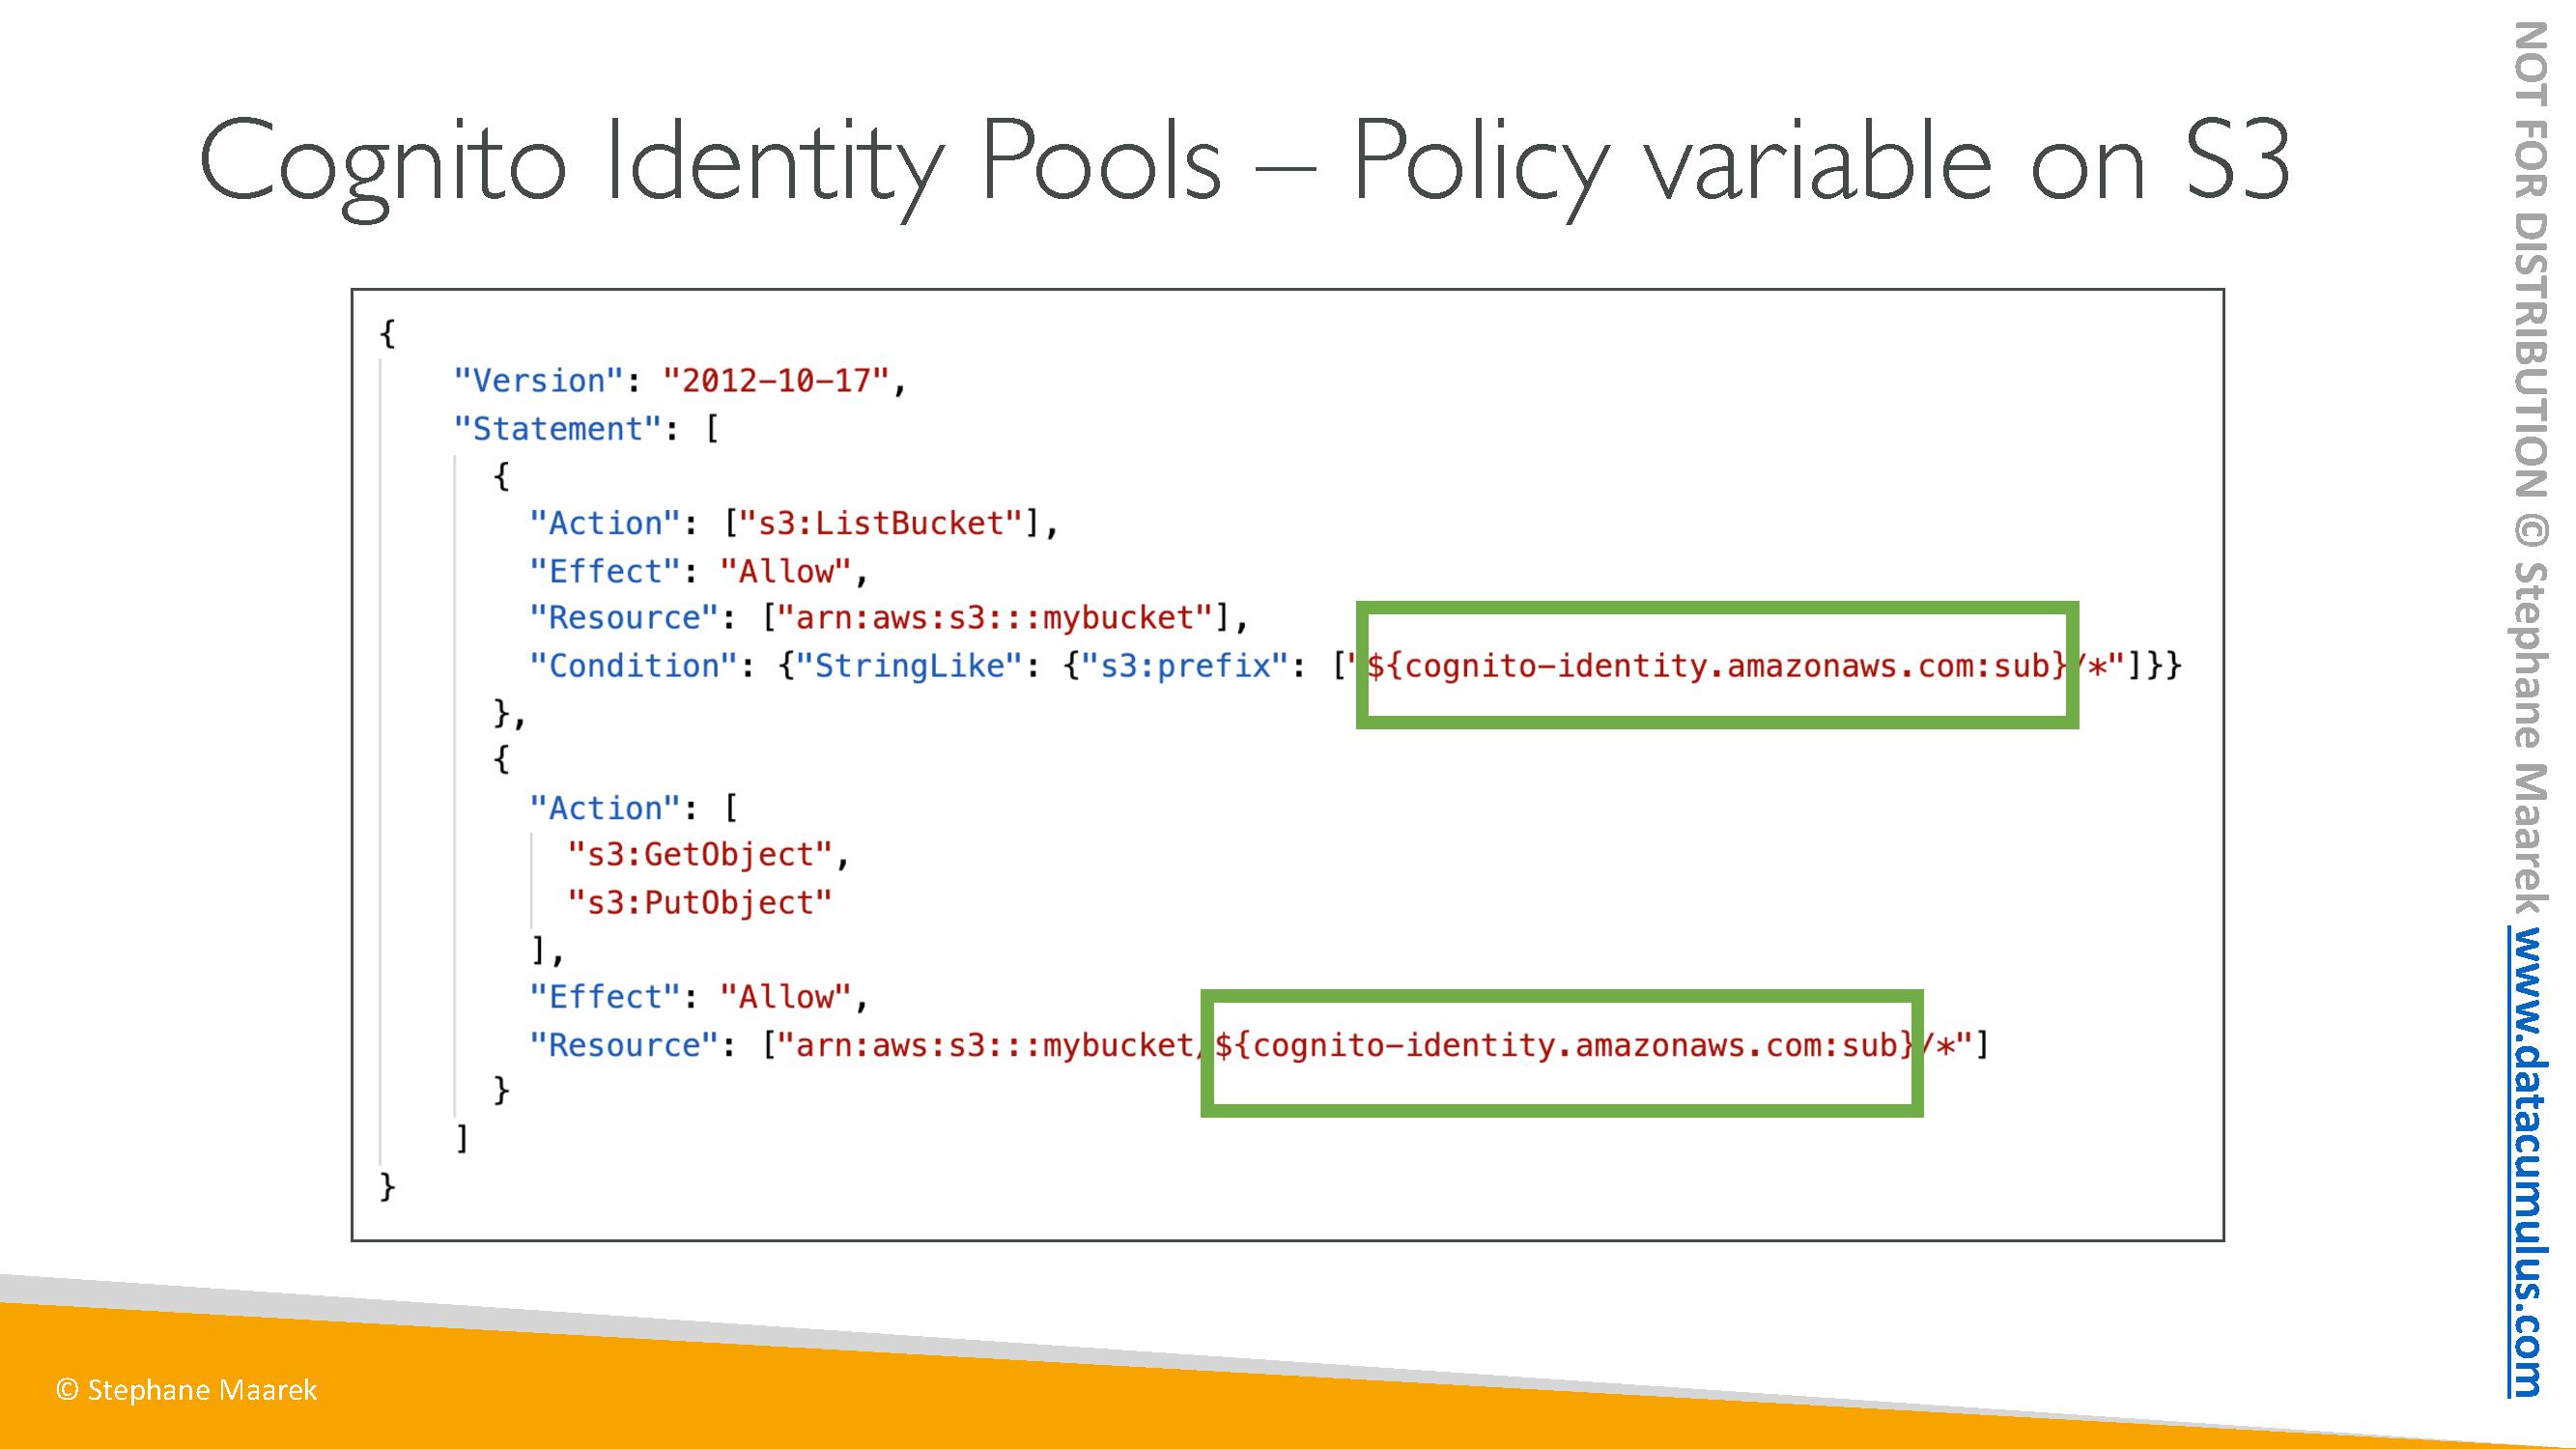 Cognito Identity Pools – Policy variable on S3
{
"Version": "2012-10-17",
"Statement": [
{
"Action": ["s3:ListBucket"],
"Effect": "Allow",
"Resource": ["arn:aws:s3:::mybucket"],
"Condition": {"StringLike": {"s3:prefix": ["${cognito-identity.amazonaws.com:sub}/*"]}}
},
{
"Action": [
"s3:GetObject",
"s3:PutObject"
],
"Effect": "Allow",
"Resource": ["arn:aws:s3:::mybucket/${cognito-identity.amazonaws.com:sub}/*"]
}
]
}
© Stephane Maarek
NOT FOR DISTRIBUTION © Stephane Maarek www.datacumulus.com